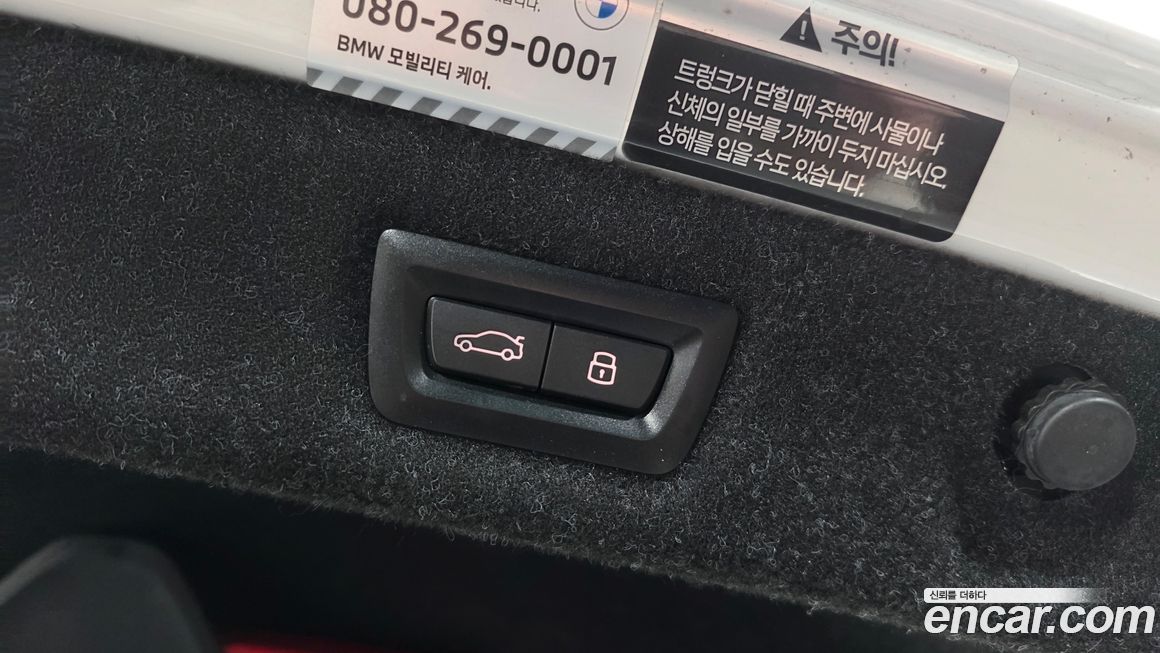 080-269-0001
BMW 모빌리티 케어.
주의!
트렁크가 닫힐 때 주변에 사물이나
신체의 일부를 가까이 두지 마십시오.
상해를 입을 수도 있습니다.
신뢰를 더하다
encar.com